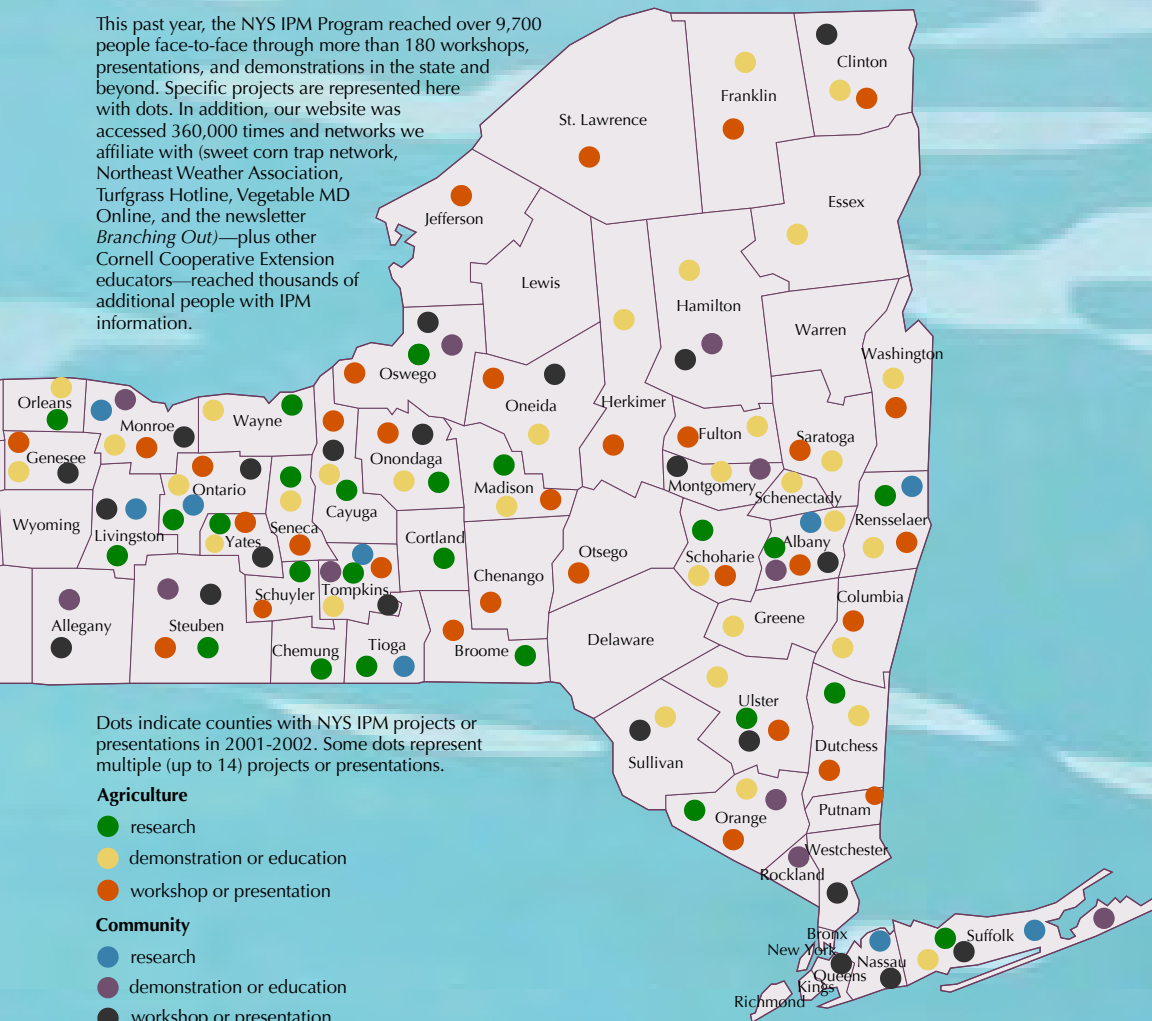 This past year, the NYS IPM Program reached over 9,700
people face-to-face through more than 180 workshops,
presentations, and demonstrations in the state and
beyond. Specific projects are represented here
with dots. In addition, our website was
accessed 360,000 times and networks we
affiliate with (sweet corn trap network,
Northeast Weather Association,
Turfgrass Hotline, Vegetable MD
Online, and the newsletter
Branching Out)—plus other
Cornell Cooperative Extension
educators—reached thousands of
additional people with IPM
information.
Clinton
Franklin
St. Lawrence
Essex
Jefferson
Lewis
Hamilton
Warren
Washington
Oswego
Oneida
Herkimer
Orleans
Monroe
Wayne
Fulton
Saratoga
Genesee
Ontario
Onondaga
Madison
Montgomery
Schenectady
Cayuga
Wyoming
Livingston
Yates
Seneca
Cortland
Otsego
Schoharie
Albany
Rensselaer
Chenango
Schuyler
Tompkins
Columbia
Allegany
Steuben
Greene
Chemung
Tioga
Broome
Delaware
Ulster
Sullivan
Dutchess
Orange
Putnam
Westchester
Rockland
Bronx
New York
Suffolk
Nassau
Queens
Kings
Richmond
Dots indicate counties with NYS IPM projects or
presentations in 2001-2002. Some dots represent
multiple (up to 14) projects or presentations.
Agriculture
research
demonstration or education
workshop or presentation
Community
research
demonstration or education
workshop or presentation